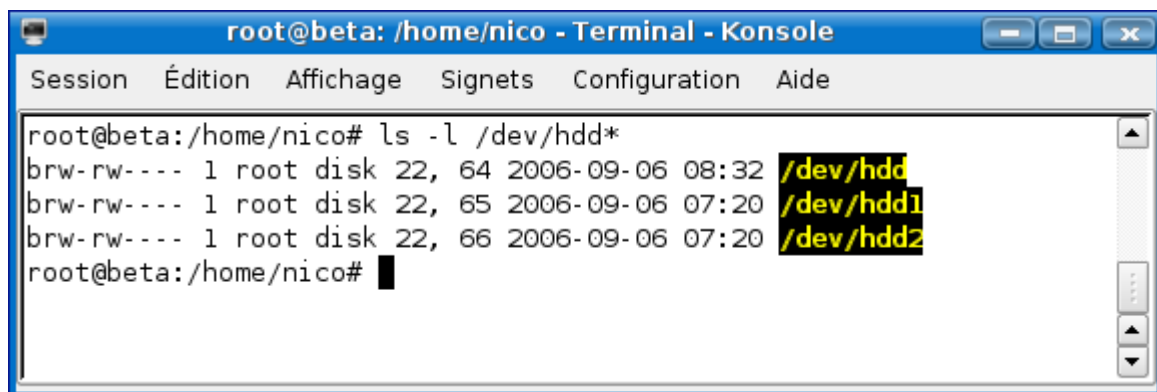 root@beta: /home/nico - Terminal - Konsole
Session Édition Affichage Signets Configuration Aide
root@beta:/home/nico# ls -l /dev/hdd*
brw-rw---- 1 root disk 22, 64 2006-09-06 08:32 /dev/hdd
brw-rw---- 1 root disk 22, 65 2006-09-06 07:20 /dev/hdd1
brw-rw---- 1 root disk 22, 66 2006-09-06 07:20 /dev/hdd2
root@beta:/home/nico#